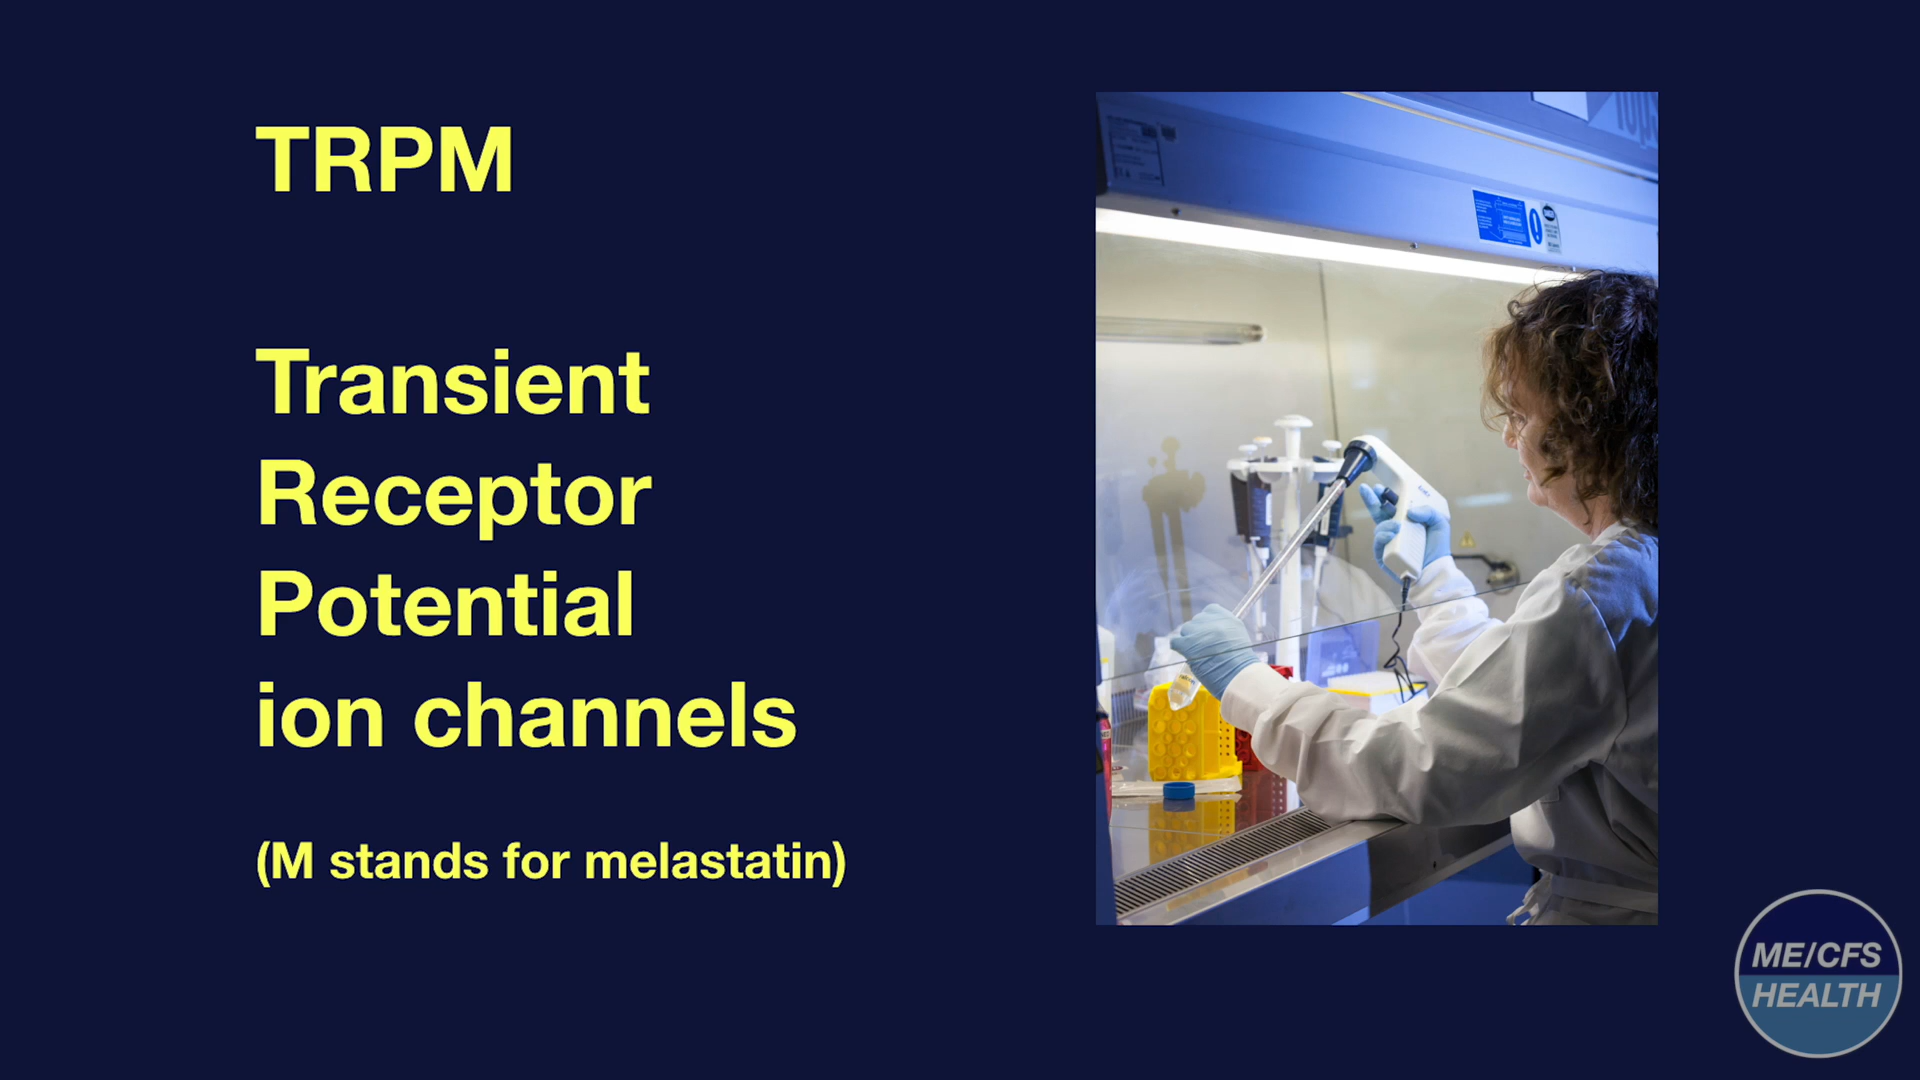 TRPM
Transient
Receptor
Potential
ion channels
(M stands for melastatin)
ME/CFS
HEALTH